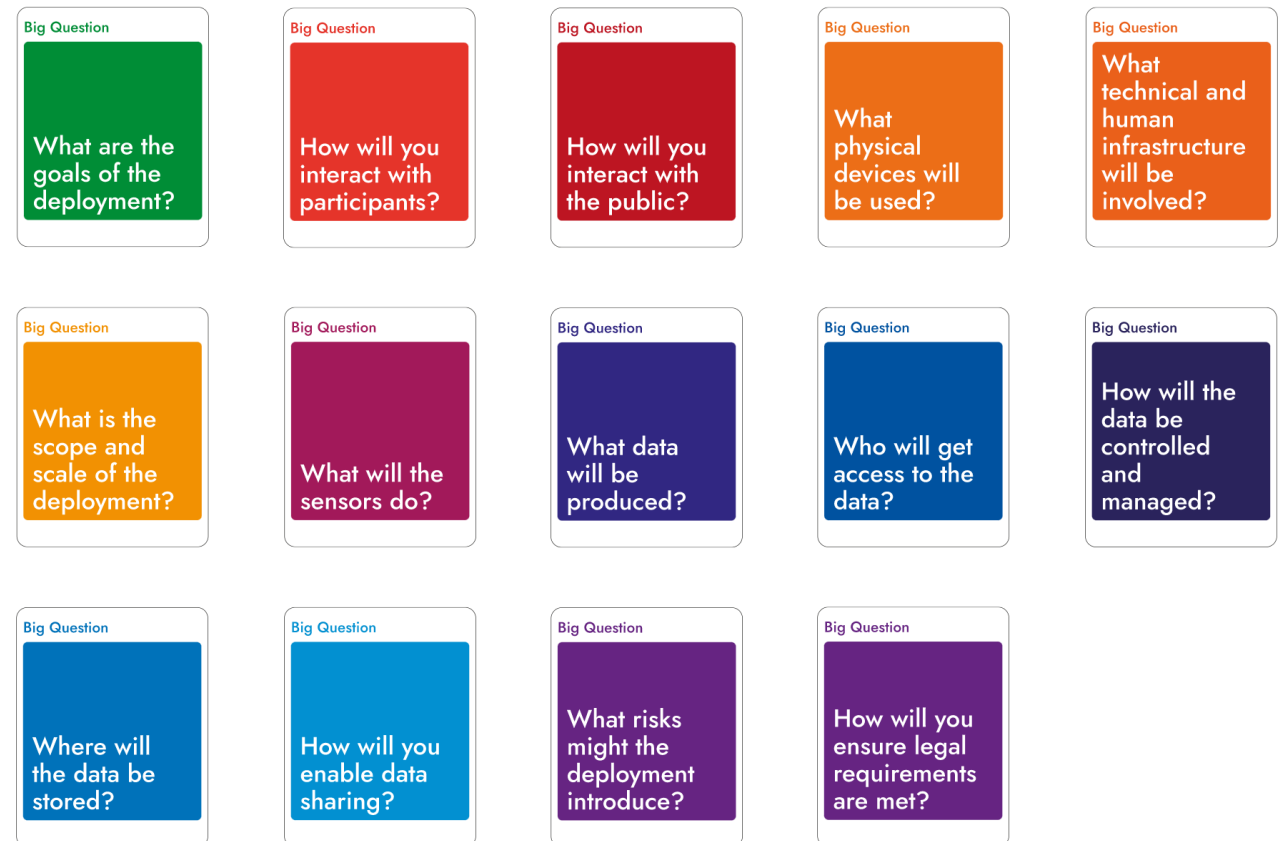 Big Question
What are the
goals of the
deployment?
Big Question
How will you
interact with
participants?
Big Question
How will you
interact with
the public?
Big Question
What
physical
devices will
be used?
Big Question
What
technical and
human
infrastructure
will be
involved?
Big Question
What is the
scope and
scale of the
deployment?
Big Question
What will the
sensors do?
Big Question
What data
will be
produced?
Big Question
Who will get
access to the
data?
Big Question
How will the
data be
controlled
and
managed?
Big Question
Where will
the data be
stored?
Big Question
How will you
enable data
sharing?
Big Question
What risks
might the
deployment
introduce?
Big Question
How will you
ensure legal
requirements
are met?